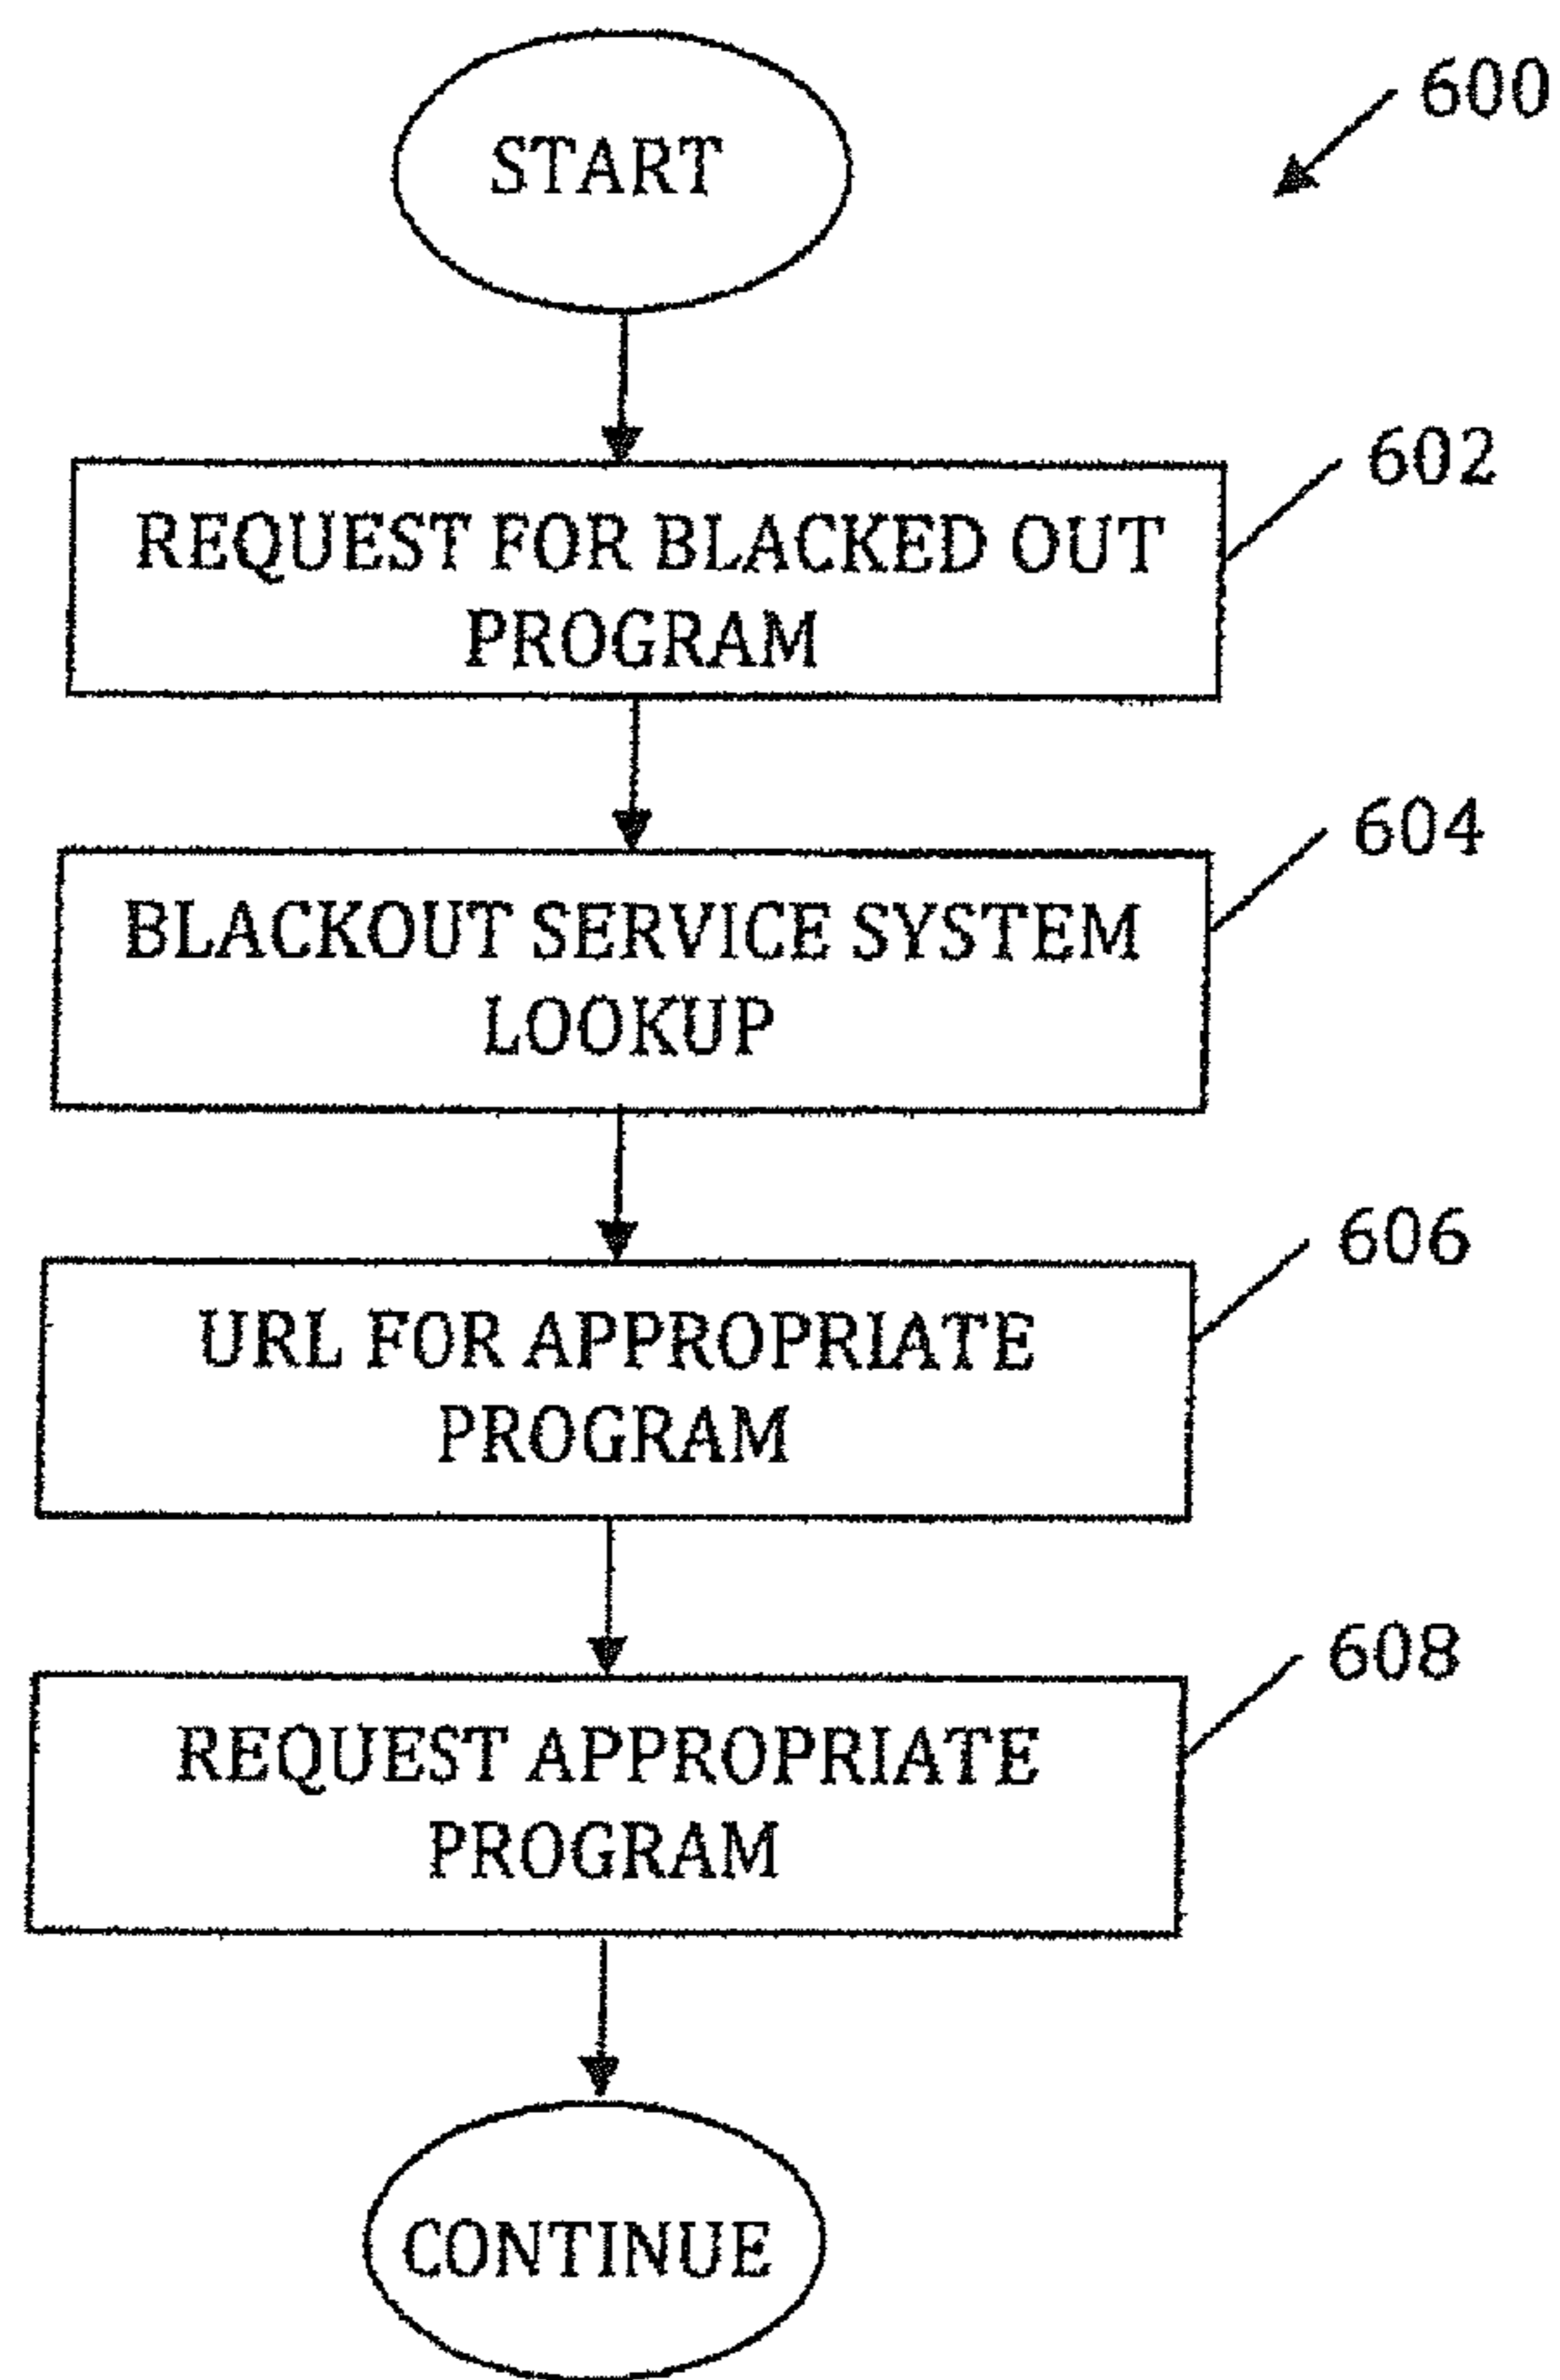 START
600
602
REQUEST FOR BLACKED OUT
PROGRAM
604
BLACKOUT SERVICE SYSTEM
LOOKUP
606
URL FOR APPROPRIATE
PROGRAM
608
REQUEST APPROPRIATE
PROGRAM
CONTINUE